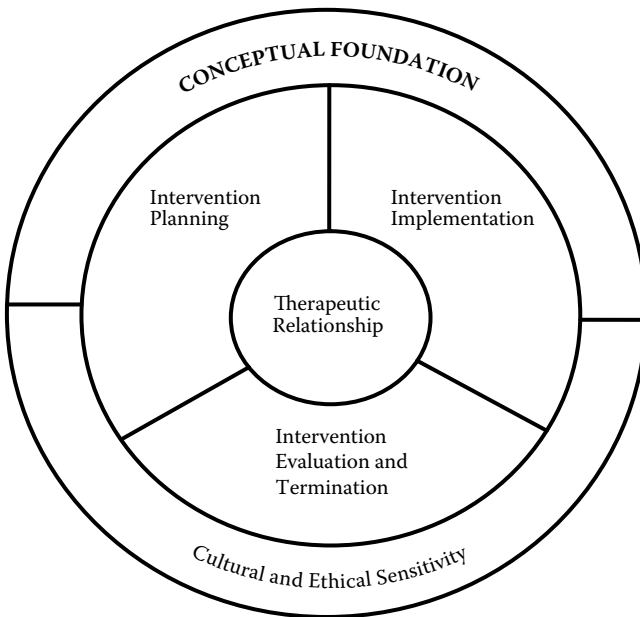 CONCEPTUAL FOUNDATION
Intervention
Planning
Intervention
Implementation
Therapeutic
Relationship
Intervention
Evaluation and
Termination
Cultural and Ethical Sensitivity